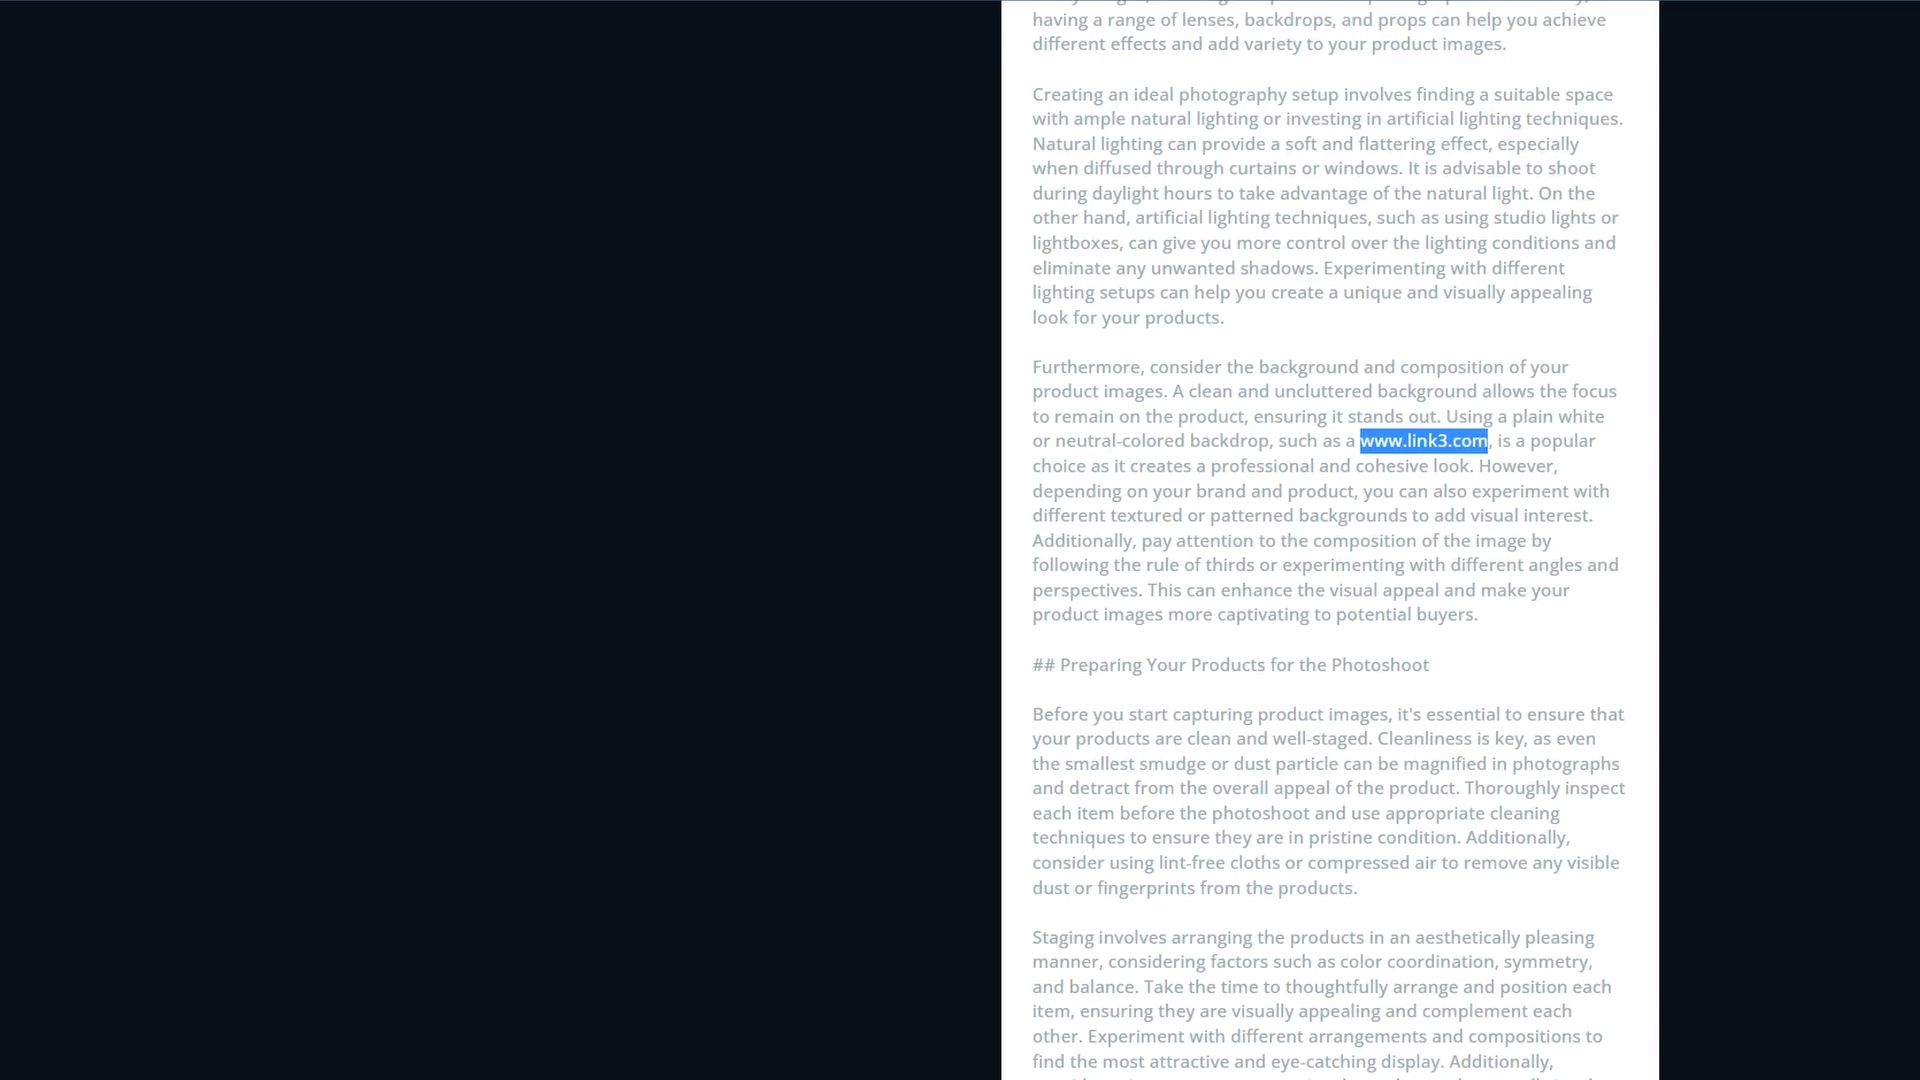 having a range of lenses, backdrops, and props can help you achieve
different effects and add variety to your product images.
Creating an ideal photography setup involves finding a suitable space
with ample natural lighting or investing in artificial lighting techniques.
Natural lighting can provide a soft and flattering effect, especially
when diffused through curtains or windows. It is advisable to shoot
during daylight hours to take advantage of the natural light. On the
other hand, artificial lighting techniques, such as using studio lights or
lightboxes, can give you more control over the lighting conditions and
eliminate any unwanted shadows. Experimenting with different
lighting setups can help you create a unique and visually appealing
look for your products.
Furthermore, consider the background and composition of your
product images. A clean and uncluttered background allows the focus
to remain on the product, ensuring it stands out. Using a plain white
or neutral-colored backdrop, such as a www.link3.com, is a popular
choice as it creates a professional and cohesive look. However,
depending on your brand and product, you can also experiment with
different textured or patterned backgrounds to add visual interest.
Additionally, pay attention to the composition of the image by
following the rule of thirds or experimenting with different angles and
perspectives. This can enhance the visual appeal and make your
product images more captivating to potential buyers.
## Preparing Your Products for the Photoshoot
Before you start capturing product images, it's essential to ensure that
your products are clean and well-staged. Cleanliness is key, as even
the smallest smudge or dust particle can be magnified in photographs
and detract from the overall appeal of the product. Thoroughly inspect
each item before the photoshoot and use appropriate cleaning
techniques to ensure they are in pristine condition. Additionally,
consider using lint-free cloths or compressed air to remove any visible
dust or fingerprints from the products.
Staging involves arranging the products in an aesthetically pleasing
manner, considering factors such as color coordination, symmetry,
and balance. Take the time to thoughtfully arrange and position each
item, ensuring they are visually appealing and complement each
other. Experiment with different arrangements and compositions to
find the most attractive and eye-catching display. Additionally,